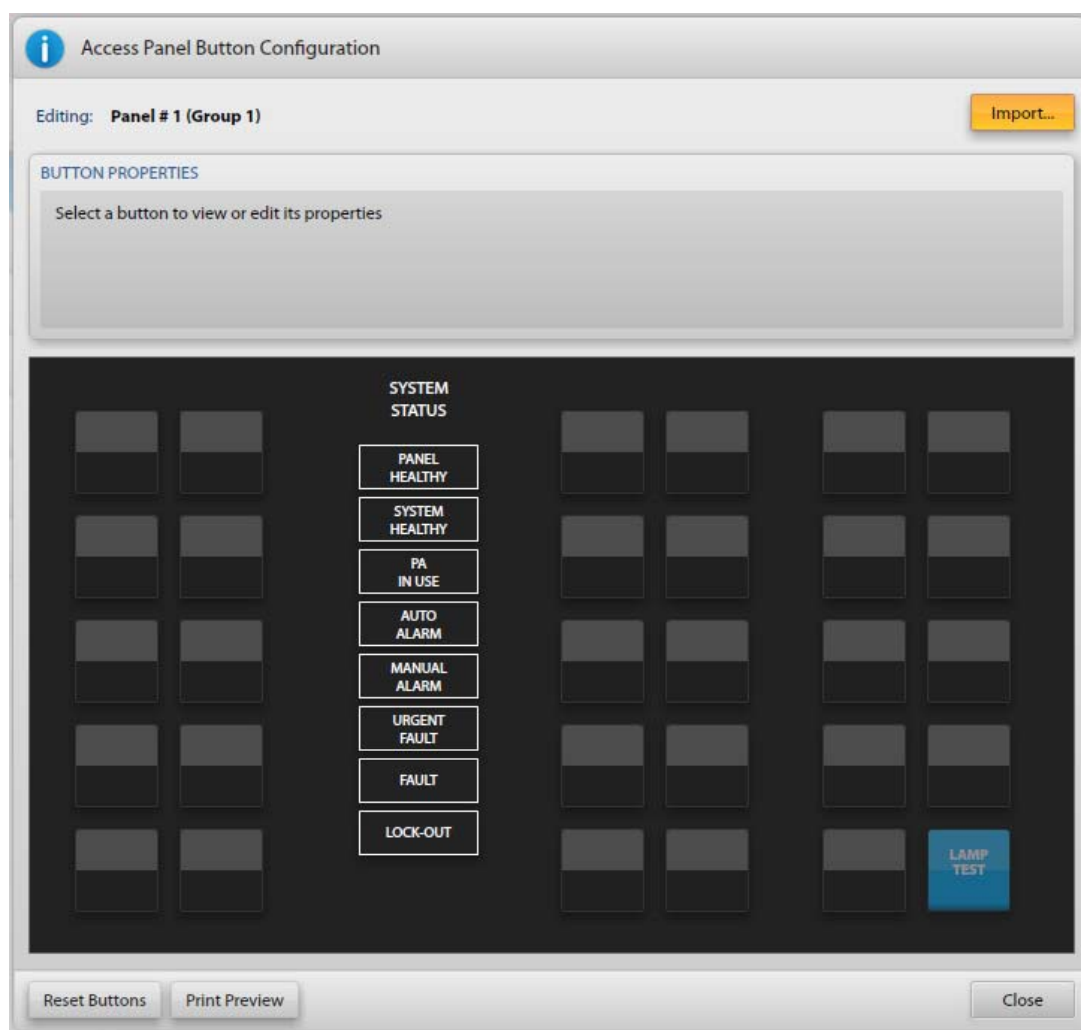 Access Panel Button Configuration
Editing: Panel # 1 (Group 1)
Import...
BUTTON PROPERTIES
Select a button to view or edit its properties
SYSTEM
STATUS
PANEL
HEALTHY
SYSTEM
HEALTHY
PA
IN USE
AUTO
ALARM
MANUAL
ALARM
URGENT
FAULT
FAULT
LOCK-OUT
LAMP
TEST
Reset Buttons
Print Preview
Close